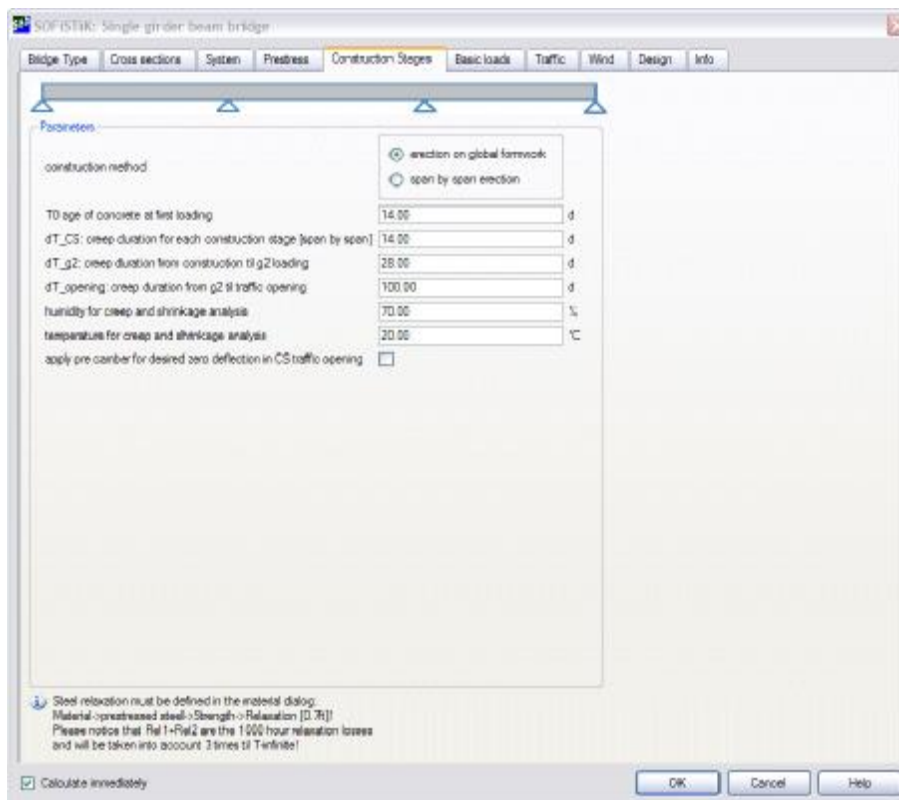 SOFiSTiK: Single girder beam bridge
Bridge Type Cross sections System Prestress Construction Stages Basic loads Traffic Wind Design Info
Parameters
construction method
erection on global formwork
span by span erection
T0 age of concrete at first loading 14.00 d
dT_CS: creep duration for each construction stage [span by span] 14.00 d
dT_g2: creep duration from construction til g2 loading 28.00 d
dT_opening: creep duration from g2 til traffic opening 100.00 d
humidity for creep and shrinkage analysis 70.00 %
temperature for creep and shrinkage analysis 20.00 °C
apply pre camber for desired zero deflection in CS traffic opening
Steel relaxation must be defined in the material dialog:
Material->prestressed steel->Strength->Relaxation [0.7ft]!
Please notice that Rel1+Rel2 are the 1000 hour relaxation losses
and will be taken into account 3 times til T-infinite!
Calculate immediately
OK Cancel Help